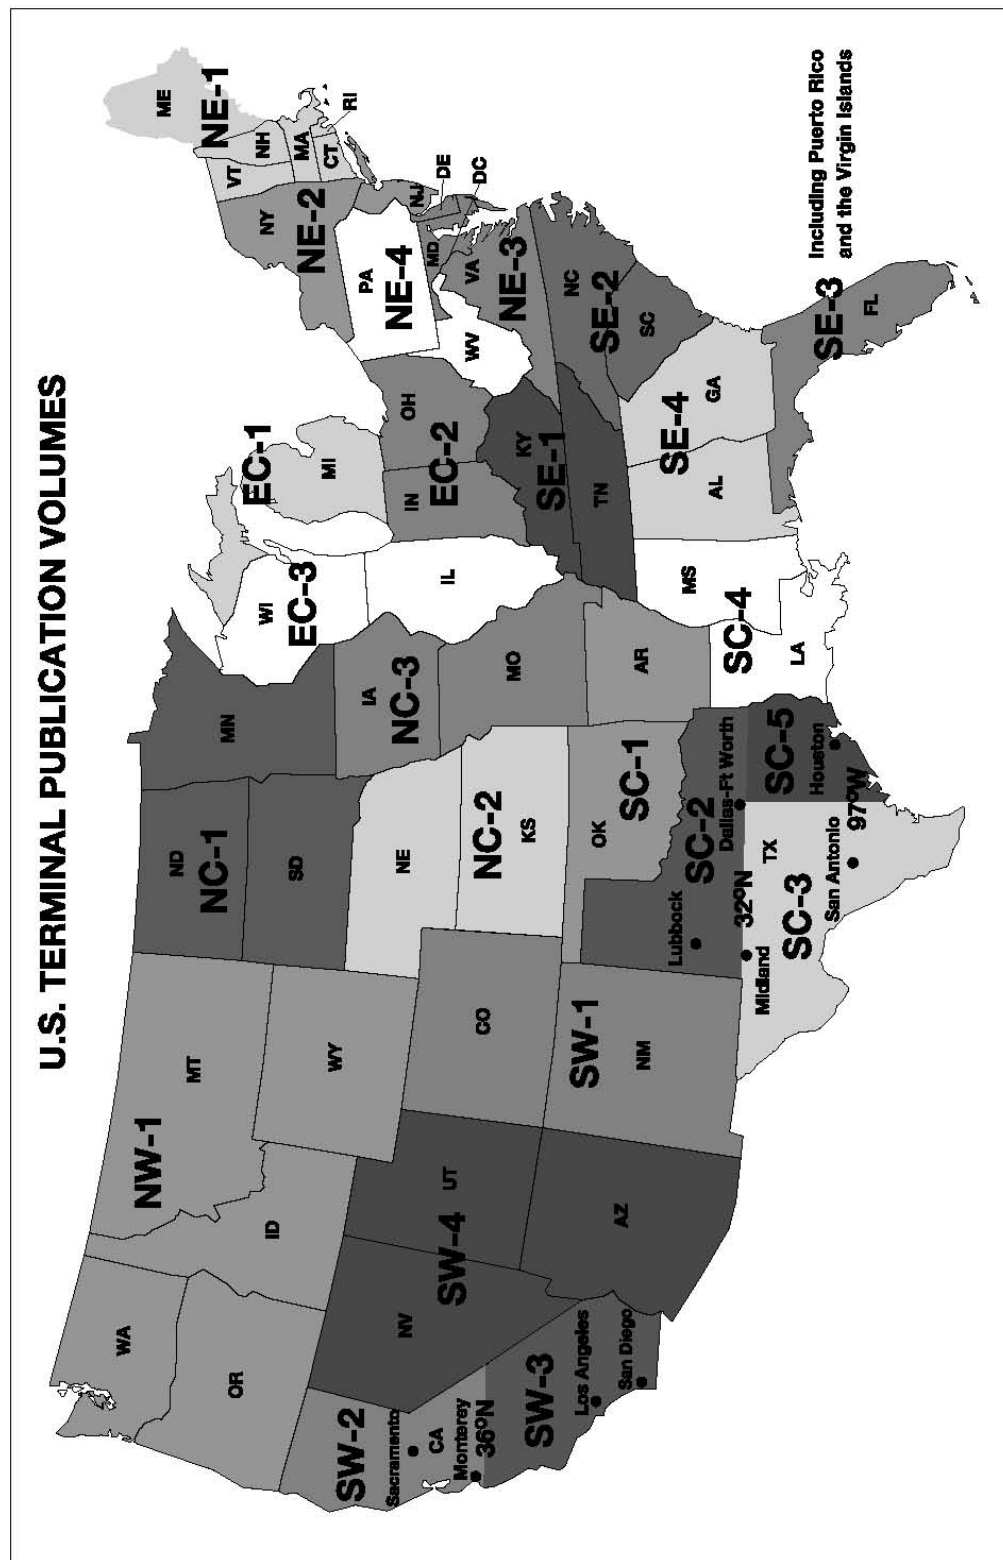 U.S. TERMINAL PUBLICATION VOLUMES
WA
OR
ID
MT
NW-1
WY
ND
NC-1
SD
MN
NE
NC-2
KS
IA
NC-3
MO
WI
EC-3
IL
EC-1
MI
IN
OH
EC-2
KY
SE-1
TN
ME
NE-1
VT
NH
MA
RI
CT
NY
NE-2
PA
NE-4
WV
NJ
DE
DC
MD
VA
NE-3
NC
SE-2
SC
SE-4
GA
AL
SE-3
FL
Including Puerto Rico
and the Virgin Islands
MS
SC-4
LA
AR
OK
SC-1
SC-2
Lubbock
Dallas-Ft Worth
32ºN
Midland
TX
SC-3
San Antonio
97ºW
SC-5
Houston
CO
SW-1
NM
UT
SW-4
NV
AZ
SW-2
Sacramento
CA
Monterey
36ºN
SW-3
Los Angeles
San Diego